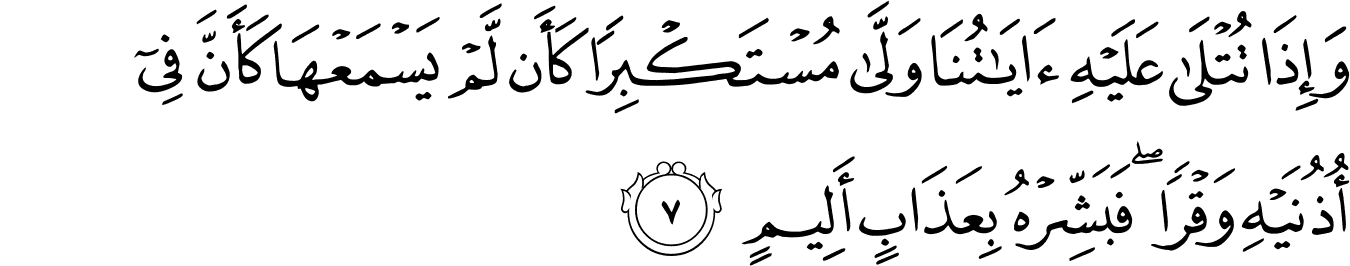 وَإِذَا تُتْلَىٰ عَلَيْهِ ءَايَـٰتُنَا وَلَّىٰ مُسْتَكْبِرًا كَأَن لَّمْ يَسْمَعْهَا كَأَنَّ فِىٓ
أُذُنَيْهِ وَقْرًا ۖ فَبَشِّرْهُ بِعَذَابٍ أَلِيمٍ ٧